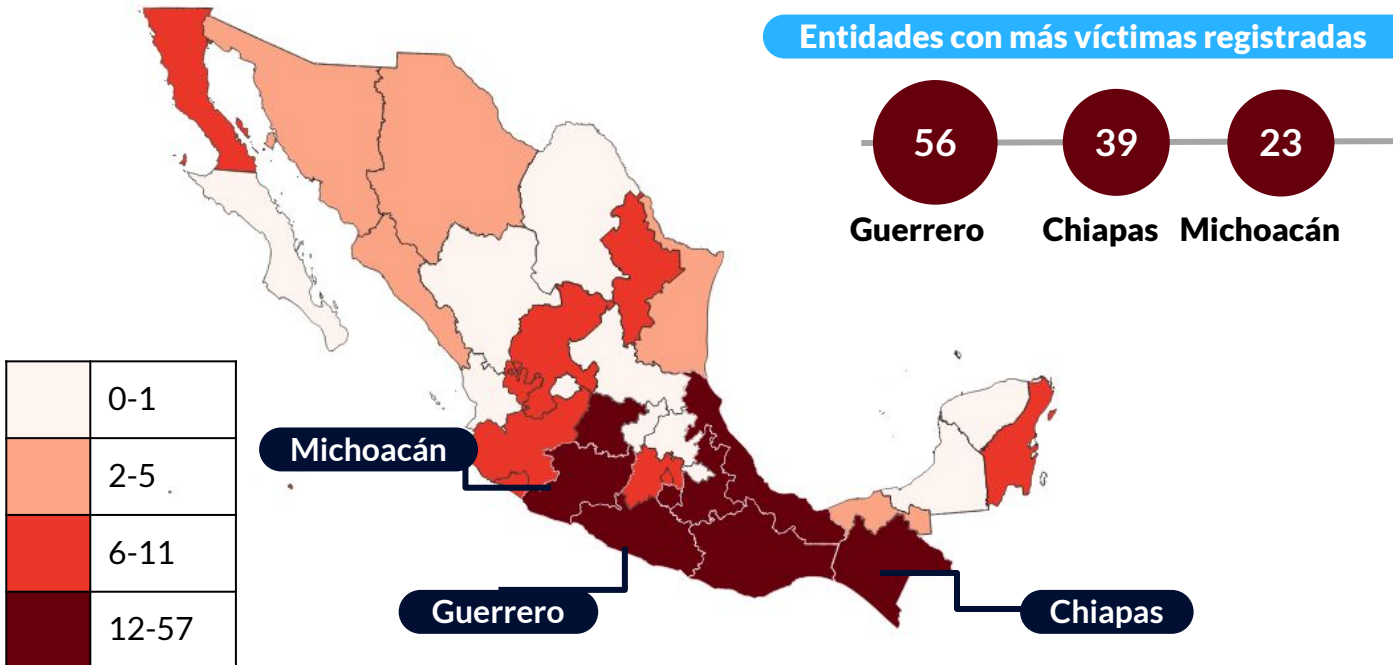 Entidades con más víctimas registradas
56
39
23
Guerrero
Chiapas
Michoacán
0-1
2-5
6-11
12-57
Michoacán
Guerrero
Chiapas